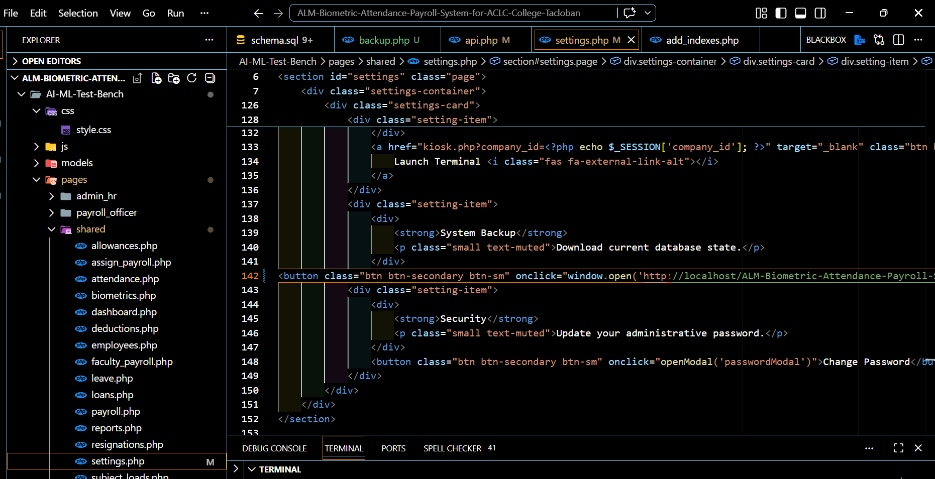 File Edit Selection View Go Run ··· ALM-Biometric-Attendance-Payroll-System-for-ACLC-College-Tacloban
EXPLORER ··· schema.sql 9+ backup.php U api.php M settings.php M add_indexes.php BLACKBOX
OPEN EDITORS
AI-ML-Test-Bench > pages > shared > settings.php > section#settings.page > div.settings-container > div.settings-card > div.setting-item >
ALM-BIOMETRIC-ATTEN...
AI-ML-Test-Bench
css
style.css
js
models
pages
admin_hr
payroll_officer
shared
allowances.php
assign_payroll.php
attendance.php
biometrics.php
dashboard.php
deductions.php
employees.php
faculty_payroll.php
leave.php
loans.php
payroll.php
reports.php
resignations.php
settings.php M
subject_loads.php
6 <section id="settings" class="page">
7 <div class="settings-container">
126 <div class="settings-card">
128 <div class="setting-item">
132 </div>
133 <a href="kiosk.php?company_id=<?php echo $_SESSION['company_id']; ?>" target="_blank" class="btn
134 Launch Terminal <i class="fas fa-external-link-alt"></i>
135 </a>
136 </div>
137 <div class="setting-item">
138 <div>
139 <strong>System Backup</strong>
140 <p class="small text-muted">Download current database state.</p>
141 </div>
142 <button class="btn btn-secondary btn-sm" onclick="window.open('http://localhost/ALM-Biometric-Attendance-Payroll-S
143 <div class="setting-item">
144 <div>
145 <strong>Security</strong>
146 <p class="small text-muted">Update your administrative password.</p>
147 </div>
148 <button class="btn btn-secondary btn-sm" onclick="openModal('passwordModal')">Change Password</bu
149 </div>
150 </div>
151 </div>
152 </section>
153
DEBUG CONSOLE TERMINAL PORTS SPELL CHECKER 41 ···
TERMINAL